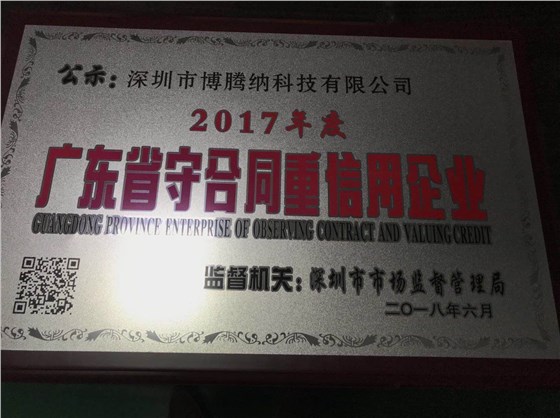 公示：深圳市博腾纳科技有限公司
2017年度
广东省守合同重信用企业
GUANGDONG PROVINCE ENTERPRISE OF OBSERVING CONTRACT AND VALUING CREDIT
监督机关：深圳市市场监督管理局
二〇一八年六月